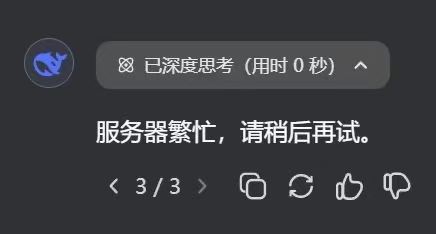 已深度思考（用时 0 秒）
服务器繁忙，请稍后再试。
3 / 3